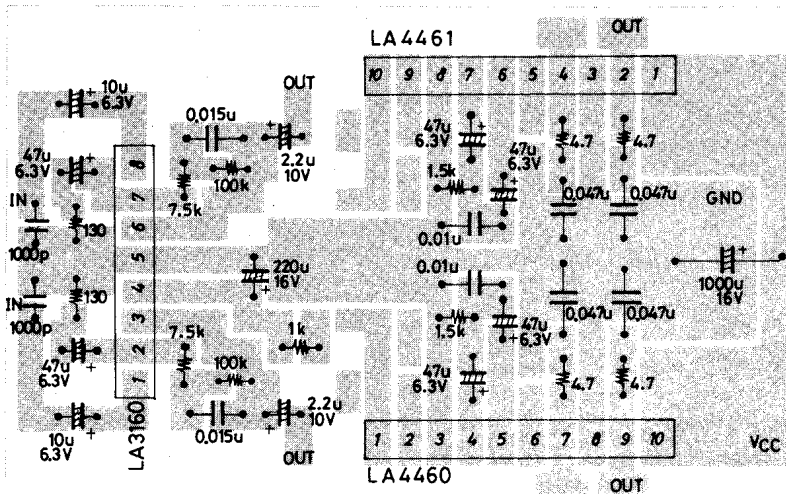 LA4461
OUT
10 9 8 7 6 5 4 3 2 1
10u
6.3V
OUT
0.015u
2.2u
10V
47u
6.3V
47u
6.3V
4.7
4.7
47u
6.3V
8 7 6 5 4 3 2 1
100k
7.5k
1.5k
0.047u
0.047u
GND
IN
1000p
130
0.01u
220u
16V
0.01u
1000u
16V
IN
1000p
130
7.5k
1k
1.5k
47u
6.3V
0.047u
0.047u
47u
6.3V
100k
47u
6.3V
4.7
4.7
10u
6.3V
LA3160
0.015u
2.2u
10V
OUT
1 2 3 4 5 6 7 8 9 10
VCC
LA4460
OUT